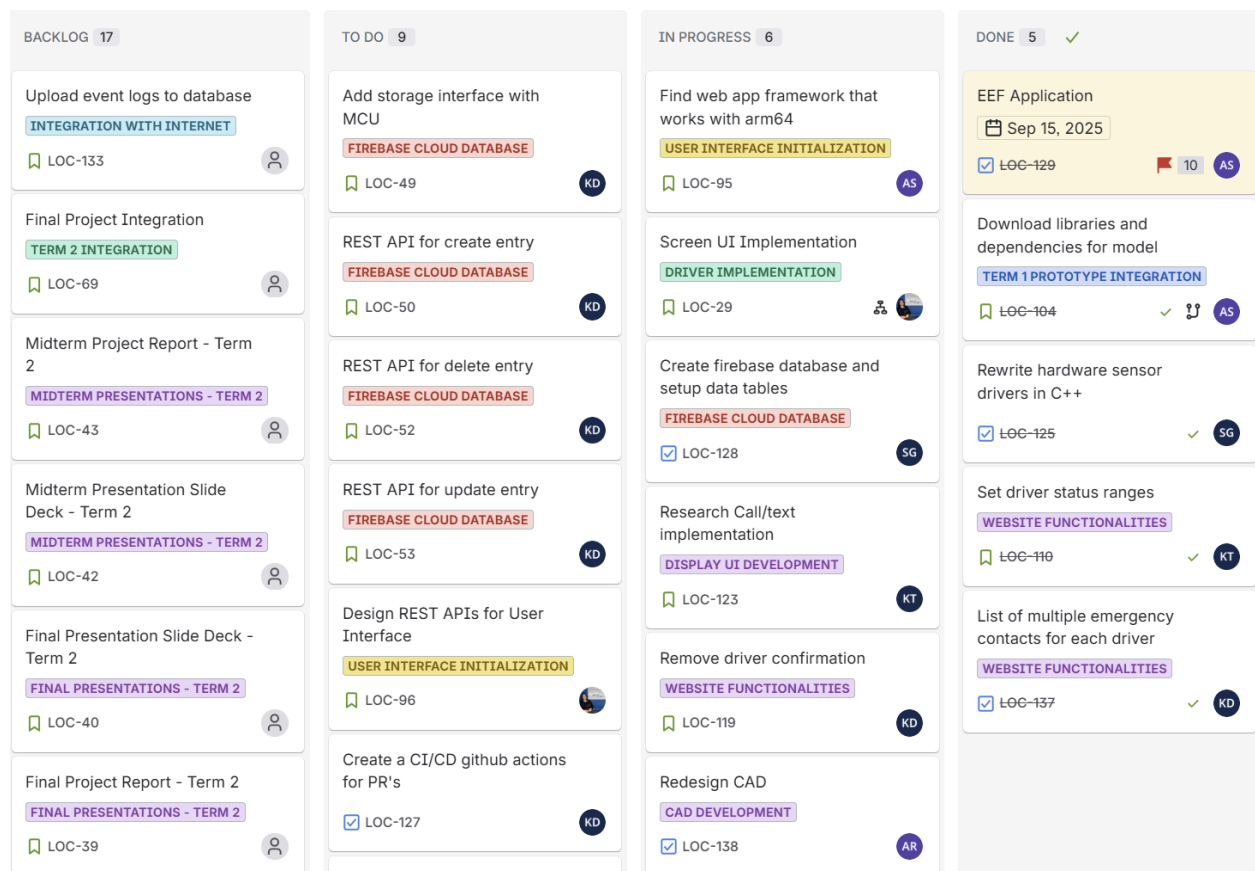 BACKLOG 17
Upload event logs to database
INTEGRATION WITH INTERNET
LOC-133
Final Project Integration
TERM 2 INTEGRATION
LOC-69
Midterm Project Report - Term
2
MIDTERM PRESENTATIONS - TERM 2
LOC-43
Midterm Presentation Slide
Deck - Term 2
MIDTERM PRESENTATIONS - TERM 2
LOC-42
Final Presentation Slide Deck -
Term 2
FINAL PRESENTATIONS - TERM 2
LOC-40
Final Project Report - Term 2
FINAL PRESENTATIONS - TERM 2
LOC-39
TO DO 9
Add storage interface with
MCU
FIREBASE CLOUD DATABASE
LOC-49 KD
REST API for create entry
FIREBASE CLOUD DATABASE
LOC-50 KD
REST API for delete entry
FIREBASE CLOUD DATABASE
LOC-52 KD
REST API for update entry
FIREBASE CLOUD DATABASE
LOC-53 KD
Design REST APIs for User
Interface
USER INTERFACE INITIALIZATION
LOC-96
Create a CI/CD github actions
for PR's
LOC-127 KD
IN PROGRESS 6
Find web app framework that
works with arm64
USER INTERFACE INITIALIZATION
LOC-95 AS
Screen UI Implementation
DRIVER IMPLEMENTATION
LOC-29
Create firebase database and
setup data tables
FIREBASE CLOUD DATABASE
LOC-128 SG
Research Call/text
implementation
DISPLAY UI DEVELOPMENT
LOC-123 KT
Remove driver confirmation
WEBSITE FUNCTIONALITIES
LOC-119 KD
Redesign CAD
CAD DEVELOPMENT
LOC-138 AR
DONE 5
EEF Application
Sep 15, 2025
LOC-129 10 AS
Download libraries and
dependencies for model
TERM 1 PROTOTYPE INTEGRATION
LOC-104 AS
Rewrite hardware sensor
drivers in C++
LOC-125 SG
Set driver status ranges
WEBSITE FUNCTIONALITIES
LOC-110 KT
List of multiple emergency
contacts for each driver
WEBSITE FUNCTIONALITIES
LOC-137 KD